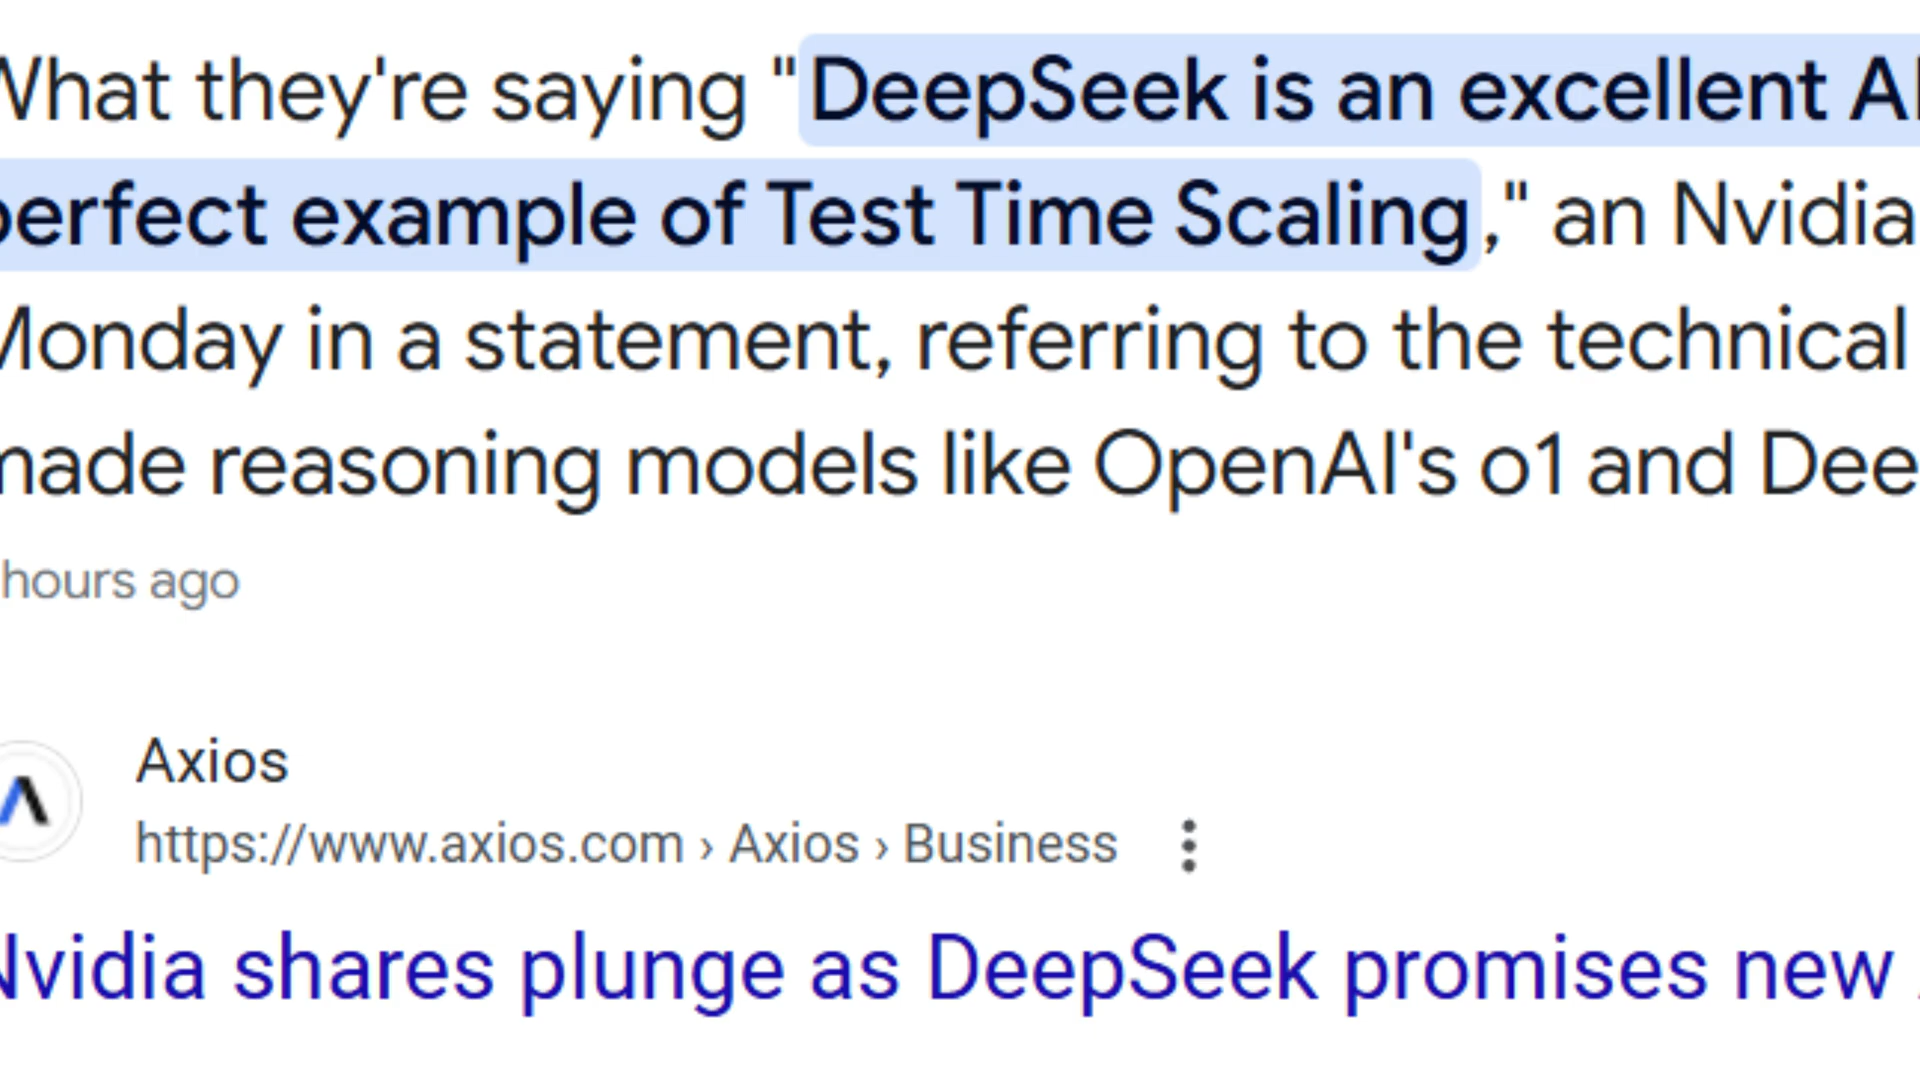 What they're saying "DeepSeek is an excellent AI
perfect example of Test Time Scaling," an Nvidia
Monday in a statement, referring to the technical
made reasoning models like OpenAI's o1 and Dee
hours ago
Axios
https://www.axios.com › Axios › Business
Nvidia shares plunge as DeepSeek promises new